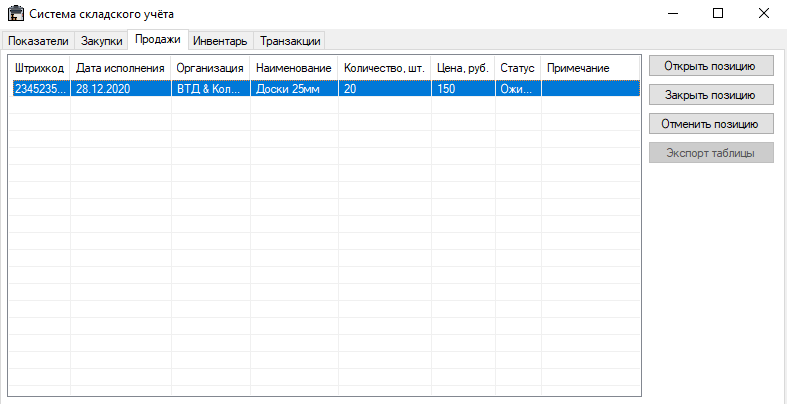 Система складского учёта
Показатели Закупки Продажи Инвентарь Транзакции
Штрихкод Дата исполнения Организация Наименование Количество, шт. Цена, руб. Статус Примечание
2345235... 28.12.2020 ВТД & Кол... Доски 25мм 20 150 Ожи...
Открыть позицию
Закрыть позицию
Отменить позицию
Экспорт таблицы